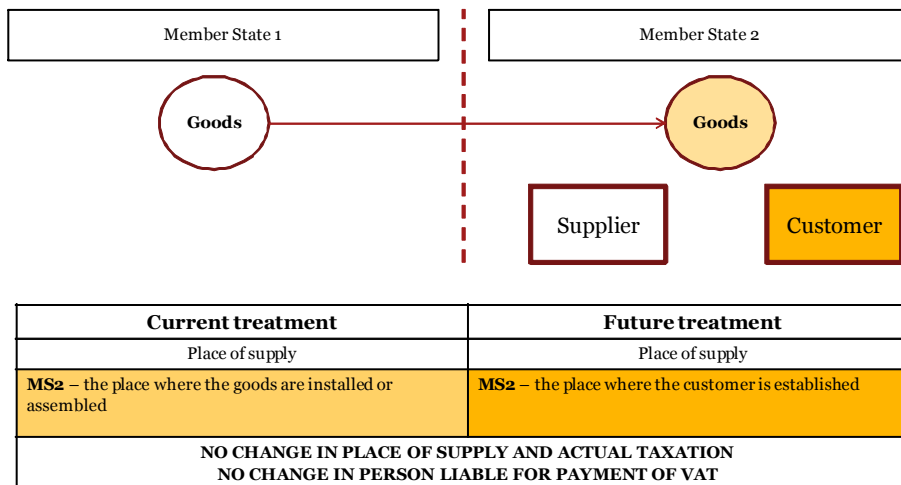 Member State 1
Member State 2
Goods
Goods
Supplier
Customer
Current treatment
Future treatment
Place of supply
Place of supply
MS2 – the place where the goods are installed or
assembled
MS2 – the place where the customer is established
NO CHANGE IN PLACE OF SUPPLY AND ACTUAL TAXATION
NO CHANGE IN PERSON LIABLE FOR PAYMENT OF VAT